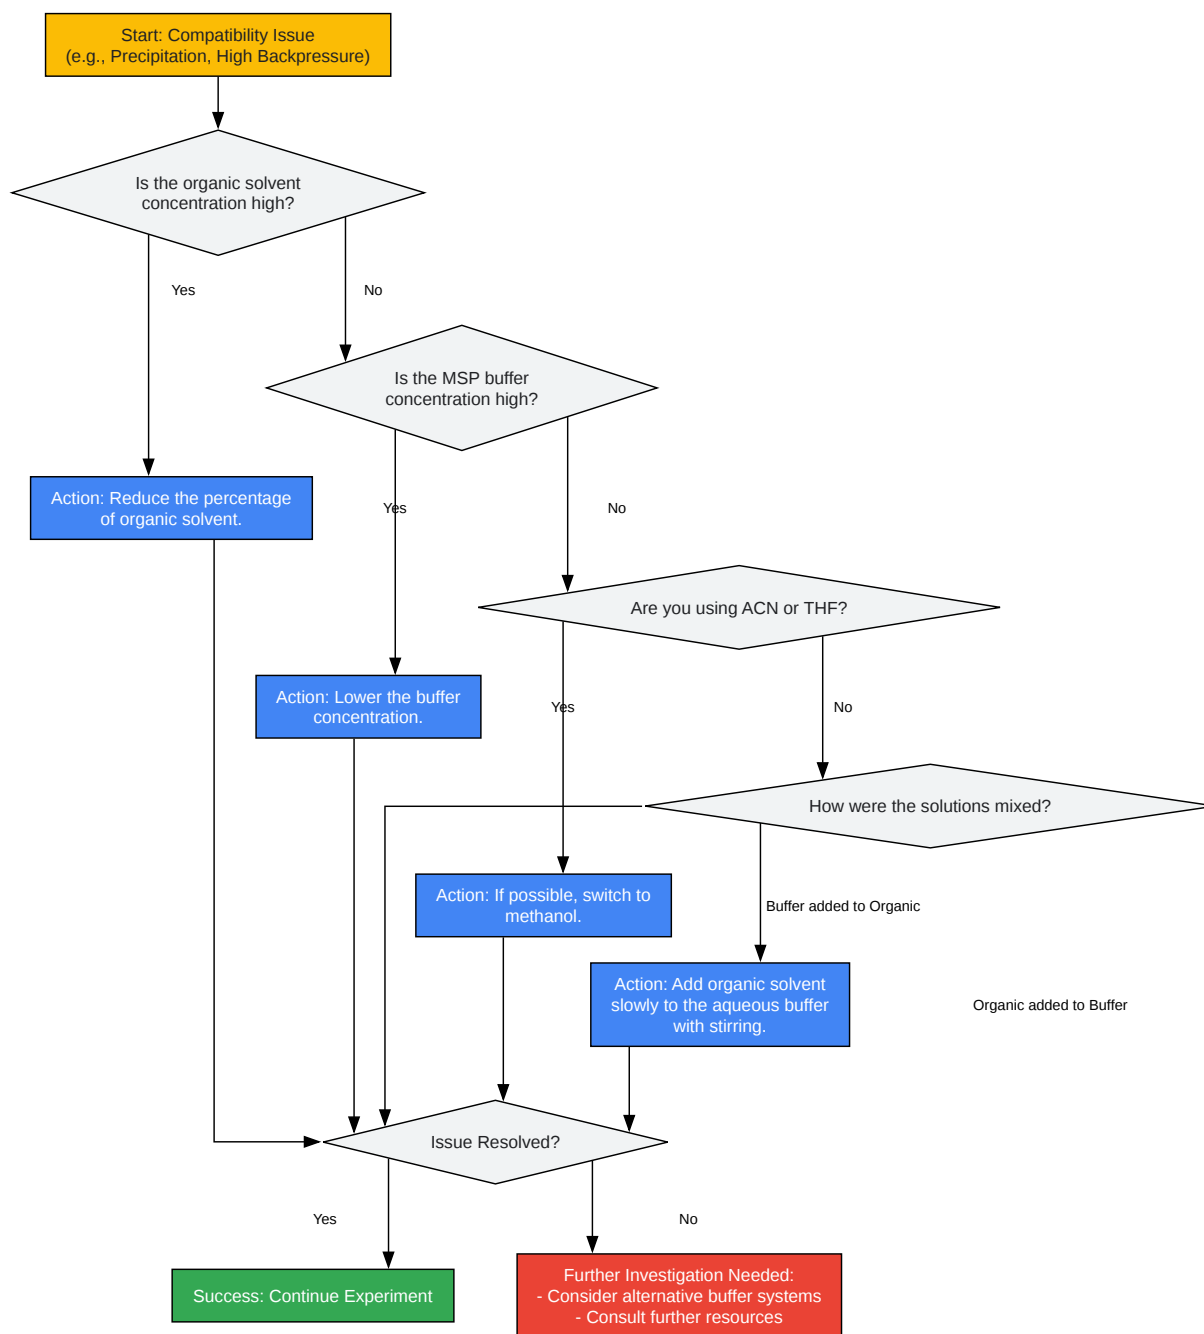 Start: Compatibility Issue
(e.g., Precipitation, High Backpressure)
Is the organic solvent
concentration high?
Yes
No
Is the MSP buffer
concentration high?
Action: Reduce the percentage
of organic solvent.
Yes
No
Are you using ACN or THF?
Action: Lower the buffer
concentration.
Yes
No
How were the solutions mixed?
Action: If possible, switch to
methanol.
Buffer added to Organic
Action: Add organic solvent
slowly to the aqueous buffer
with stirring.
Organic added to Buffer
Issue Resolved?
Yes
No
Success: Continue Experiment
Further Investigation Needed:
- Consider alternative buffer systems
- Consult further resources